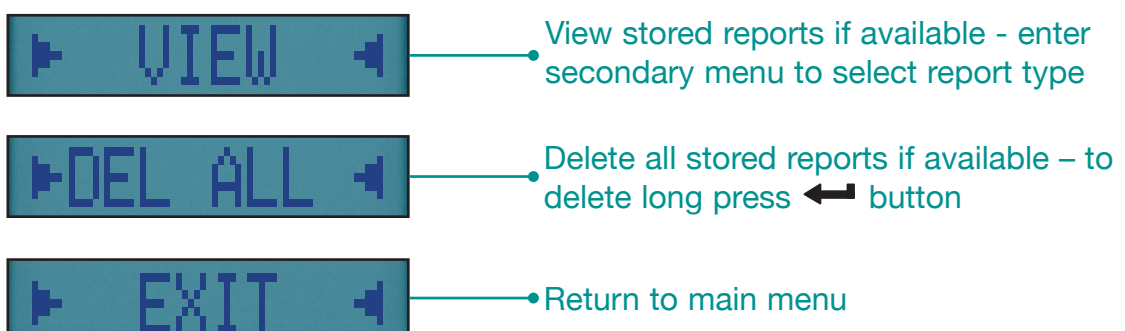 VIEW
View stored reports if available - enter
secondary menu to select report type
DEL ALL
Delete all stored reports if available – to
delete long press button
EXIT
Return to main menu